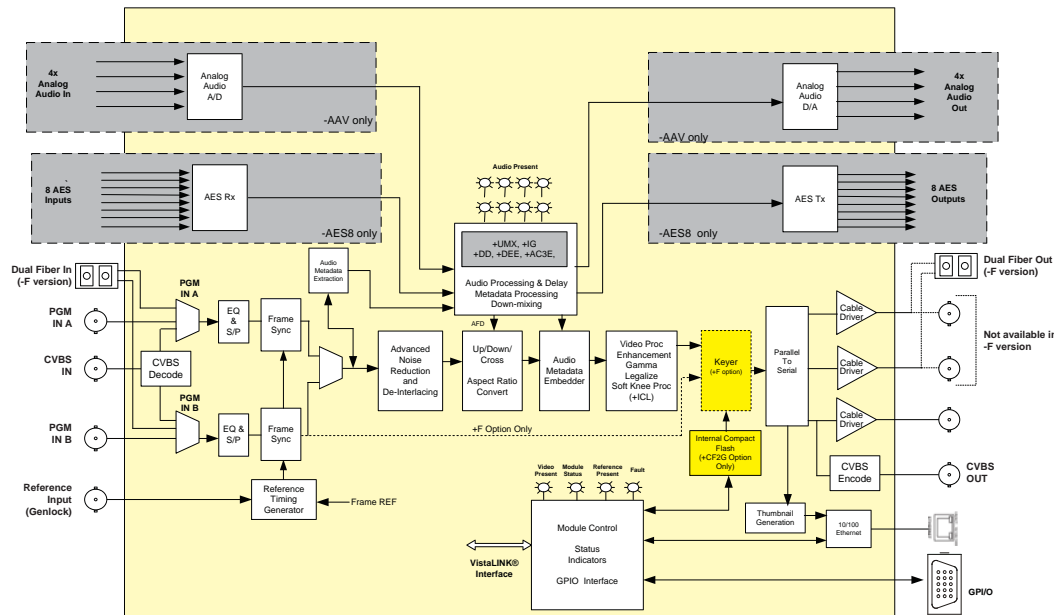 4x
Analog
Audio In
Analog
Audio
A/D
-AAV only
Analog
Audio
D/A
4x
Analog
Audio
Out
-AAV only
8 AES
Inputs
AES Rx
-AES8 only
Audio Present
AES Tx
8 AES
Outputs
-AES8 only
+UMX, +IG
+DD, +DEE, +AC3E,
Audio Processing & Delay
Metadata Processing
Down-mixing
Dual Fiber In
(-F version)
PGM
IN A
PGM
IN A
EQ
&
S/P
Frame
Sync
Audio
Metadata
Extraction
AFD
CVBS
IN
CVBS
Decode
PGM
IN B
PGM
IN B
EQ &
S/P
Frame
Sync
Advanced
Noise
Reduction
and
De-Interlacing
Up/Down/
Cross
Aspect Ratio
Convert
Audio
Metadata
Embedder
Video Proc
Enhancement
Gamma
Legalize
Soft Knee Proc
(+ICL)
Keyer
(+F option)
Parallel
To
Serial
Cable
Driver
Cable
Driver
Cable
Driver
Dual Fiber Out
(-F version)
Not available in
-F version
+F Option Only
Internal Compact
Flash
(+CF2G Option
Only)
CVBS
Encode
CVBS
OUT
Reference
Input
(Genlock)
Reference
Timing
Generator
Frame REF
Video
Present
Module
Status
Reference
Present
Fault
Module Control
Status
Indicators
GPIO Interface
VistaLINK®
Interface
Thumbnail
Generation
10/100
Ethernet
GPI/O